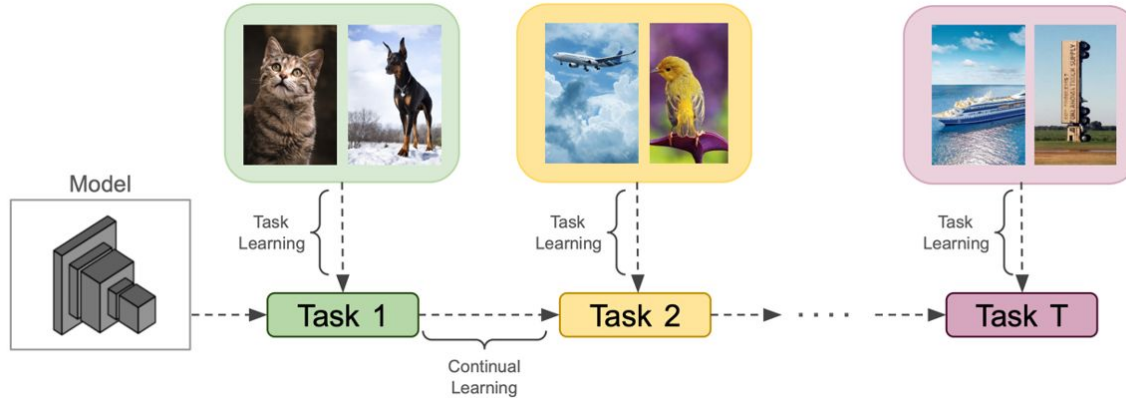 Model
Task
Learning
Task
Learning
Task
Learning
Task 1
Task 2
. . . .
Task T
Continual
Learning